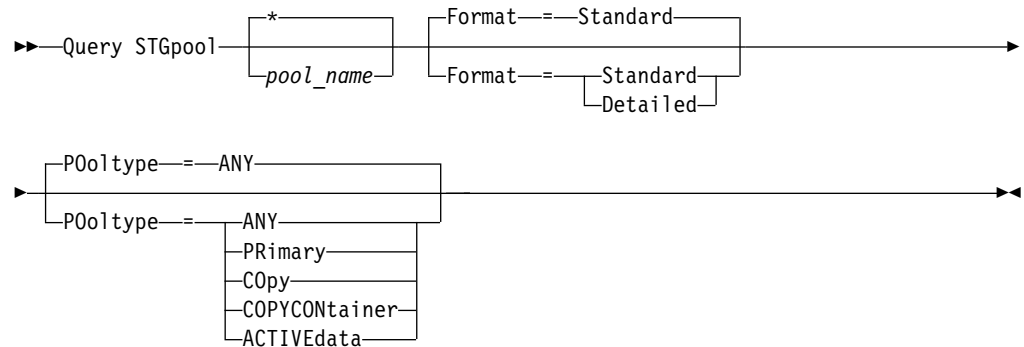 * Format = Standard
Query STGpool
pool_name Format = Standard
Detailed
POoltype = ANY
POoltype = ANY
PRimary
COpy
COPYCONtainer
ACTIVEdata